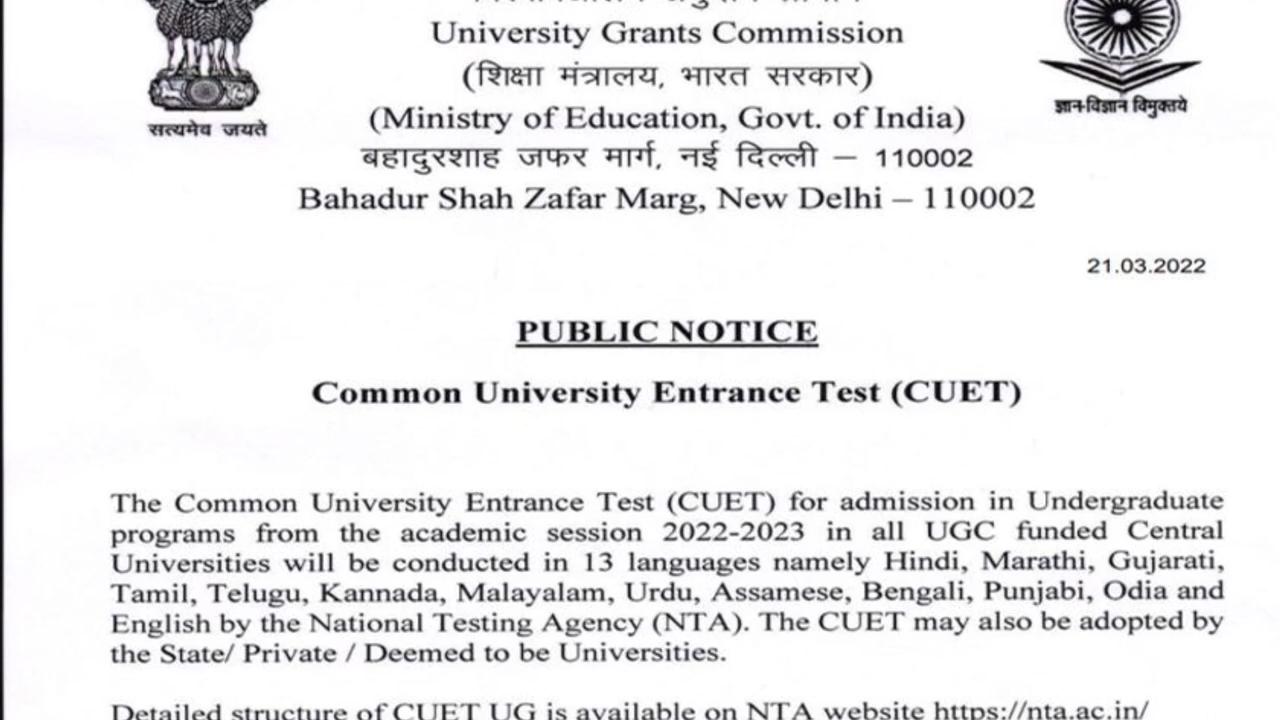 University Grants Commission
(शिक्षा मंत्रालय, भारत सरकार)
(Ministry of Education, Govt. of India)
बहादुरशाह जफर मार्ग, नई दिल्ली – 110002
Bahadur Shah Zafar Marg, New Delhi – 110002
सत्यमेव जयते
ज्ञान-विज्ञान विमुक्तये
21.03.2022
PUBLIC NOTICE
Common University Entrance Test (CUET)
The Common University Entrance Test (CUET) for admission in Undergraduate
programs from the academic session 2022-2023 in all UGC funded Central
Universities will be conducted in 13 languages namely Hindi, Marathi, Gujarati,
Tamil, Telugu, Kannada, Malayalam, Urdu, Assamese, Bengali, Punjabi, Odia and
English by the National Testing Agency (NTA). The CUET may also be adopted by
the State/ Private / Deemed to be Universities.
Detailed structure of CUET UG is available on NTA website https://nta.ac.in/